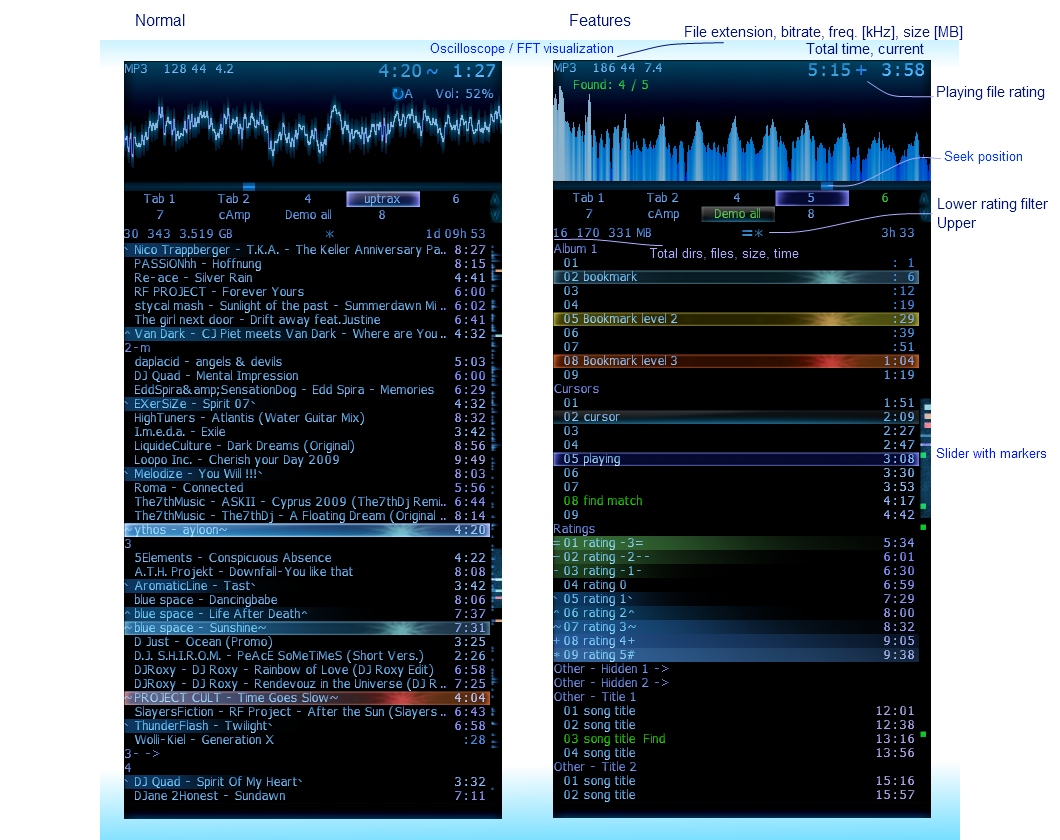 Normal
Features
File extension, bitrate, freq. [kHz], size [MB]
Oscilloscope / FFT visualization
Total time, current
MP3 128 44 4.2 4:20 ~ 1:27
A Vol: 52%
Tab 1 Tab 2 4 uptrax 6
7 cAmp Demo all 8
30 343 3.519 GB * 1d 09h 53
` Nico Trappberger - T.K.A. - The Keller Anniversary Pa.. 8:27
PASSiONhh - Hoffnung 8:15
Re-ace - Silver Rain 4:41
RF PROJECT - Forever Yours 6:00
stycal mash - Sunlight of the past - Summerdawn Mi .. 6:02
The girl next door - Drift away feat.Justine 6:41
^ Van Dark - CJ Piet meets Van Dark - Where are You .. 4:32
2-m
daplacid - angels & devils 5:03
DJ Quad - Mental Impression 6:00
EddSpira&amp;SensationDog - Edd Spira - Memories 6:29
` EXerSiZe - Spirit 07` 4:32
HighTuners - Atlantis (Water Guitar Mix) 8:32
I.m.e.d.a. - Exile 3:42
LiquideCulture - Dark Dreams (Original) 8:56
Loopo Inc. - Cherish your Day 2009 9:49
` Melodize - You Will !!!` 8:03
Roma - Connected 5:56
The7thMusic - ASKII - Cyprus 2009 (The7thDj Remi.. 6:44
The7thMusic - The7thDj - A Floating Dream (Original .. 8:14
~ ythos - ayloon~ 4:20
3
5Elements - Conspicuous Absence 4:22
A.T.H. Projekt - Downfall-You like that 8:08
` AromaticLine - Tast` 3:42
blue space - Dancingbabe 8:06
^ blue space - Life After Death^ 7:37
~ blue space - Sunshine~ 7:31
D Just - Ocean (Promo) 3:25
D.J. S.H.I.R.O.M. - PeAcE SoMeTiMeS (Short Vers.) 2:26
DJRoxy - DJ Roxy - Rainbow of Love (DJ Roxy Edit) 6:58
DJRoxy - DJ Roxy - Rendevouz in the Universe (DJ R .. 7:25
~ PROJECT CULT - Time Goes Slow~ 4:04
SlayersFiction - RF Project - After the Sun (Slayers .. 6:43
` ThunderFlash - Twilight` 6:58
Wolli-Kiel - Generation X :28
3- ->
4
` DJ Quad - Spirit Of My Heart` 3:32
DJane 2Honest - Sundawn 7:11
MP3 186 44 7.4 5:15 + 3:58
Found: 4 / 5
Playing file rating
Seek position
Tab 1 Tab 2 4 5 6
7 cAmp Demo all 8
Lower rating filter
Upper
16 170 331 MB =* 3h 33
Total dirs, files, size, time
Album 1
01 : 1
02 bookmark : 6
03 :12
04 :19
05 Bookmark level 2 :29
06 :39
07 :51
08 Bookmark level 3 1:04
09 1:19
Cursors
01 1:51
02 cursor 2:09
03 2:27
04 2:47
05 playing 3:08
06 3:30
07 3:53
08 find match 4:17
09 4:42
Slider with markers
Ratings
= 01 rating -3= 5:34
- 02 rating -2-- 6:01
- 03 rating -1- 6:30
04 rating 0 6:59
` 05 rating 1` 7:29
^ 06 rating 2^ 8:00
~ 07 rating 3~ 8:32
+ 08 rating 4+ 9:05
* 09 rating 5# 9:38
Other - Hidden 1 ->
Other - Hidden 2 ->
Other - Title 1
01 song title 12:01
02 song title 12:38
03 song title Find 13:16
04 song title 13:56
Other - Title 2
01 song title 15:16
02 song title 15:57